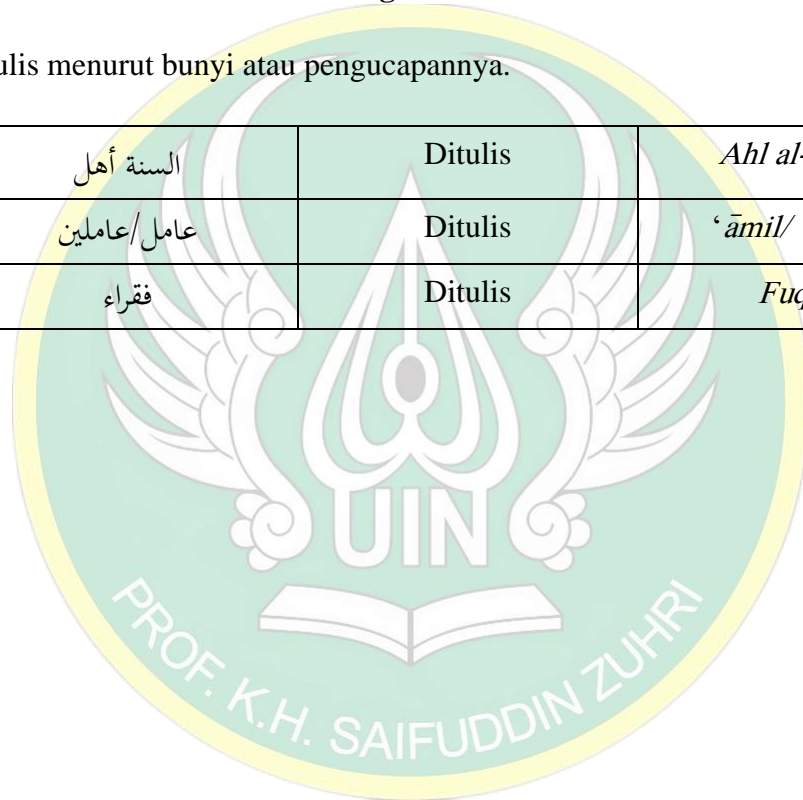 ulis menurut bunyi atau pengucapannya.
السنة أهل Ditulis Ahl al-
عامل/عاملين Ditulis ‘āmil/
فقراء Ditulis Fuq
UIN
PROF. K.H. SAIFUDDIN ZUHRI